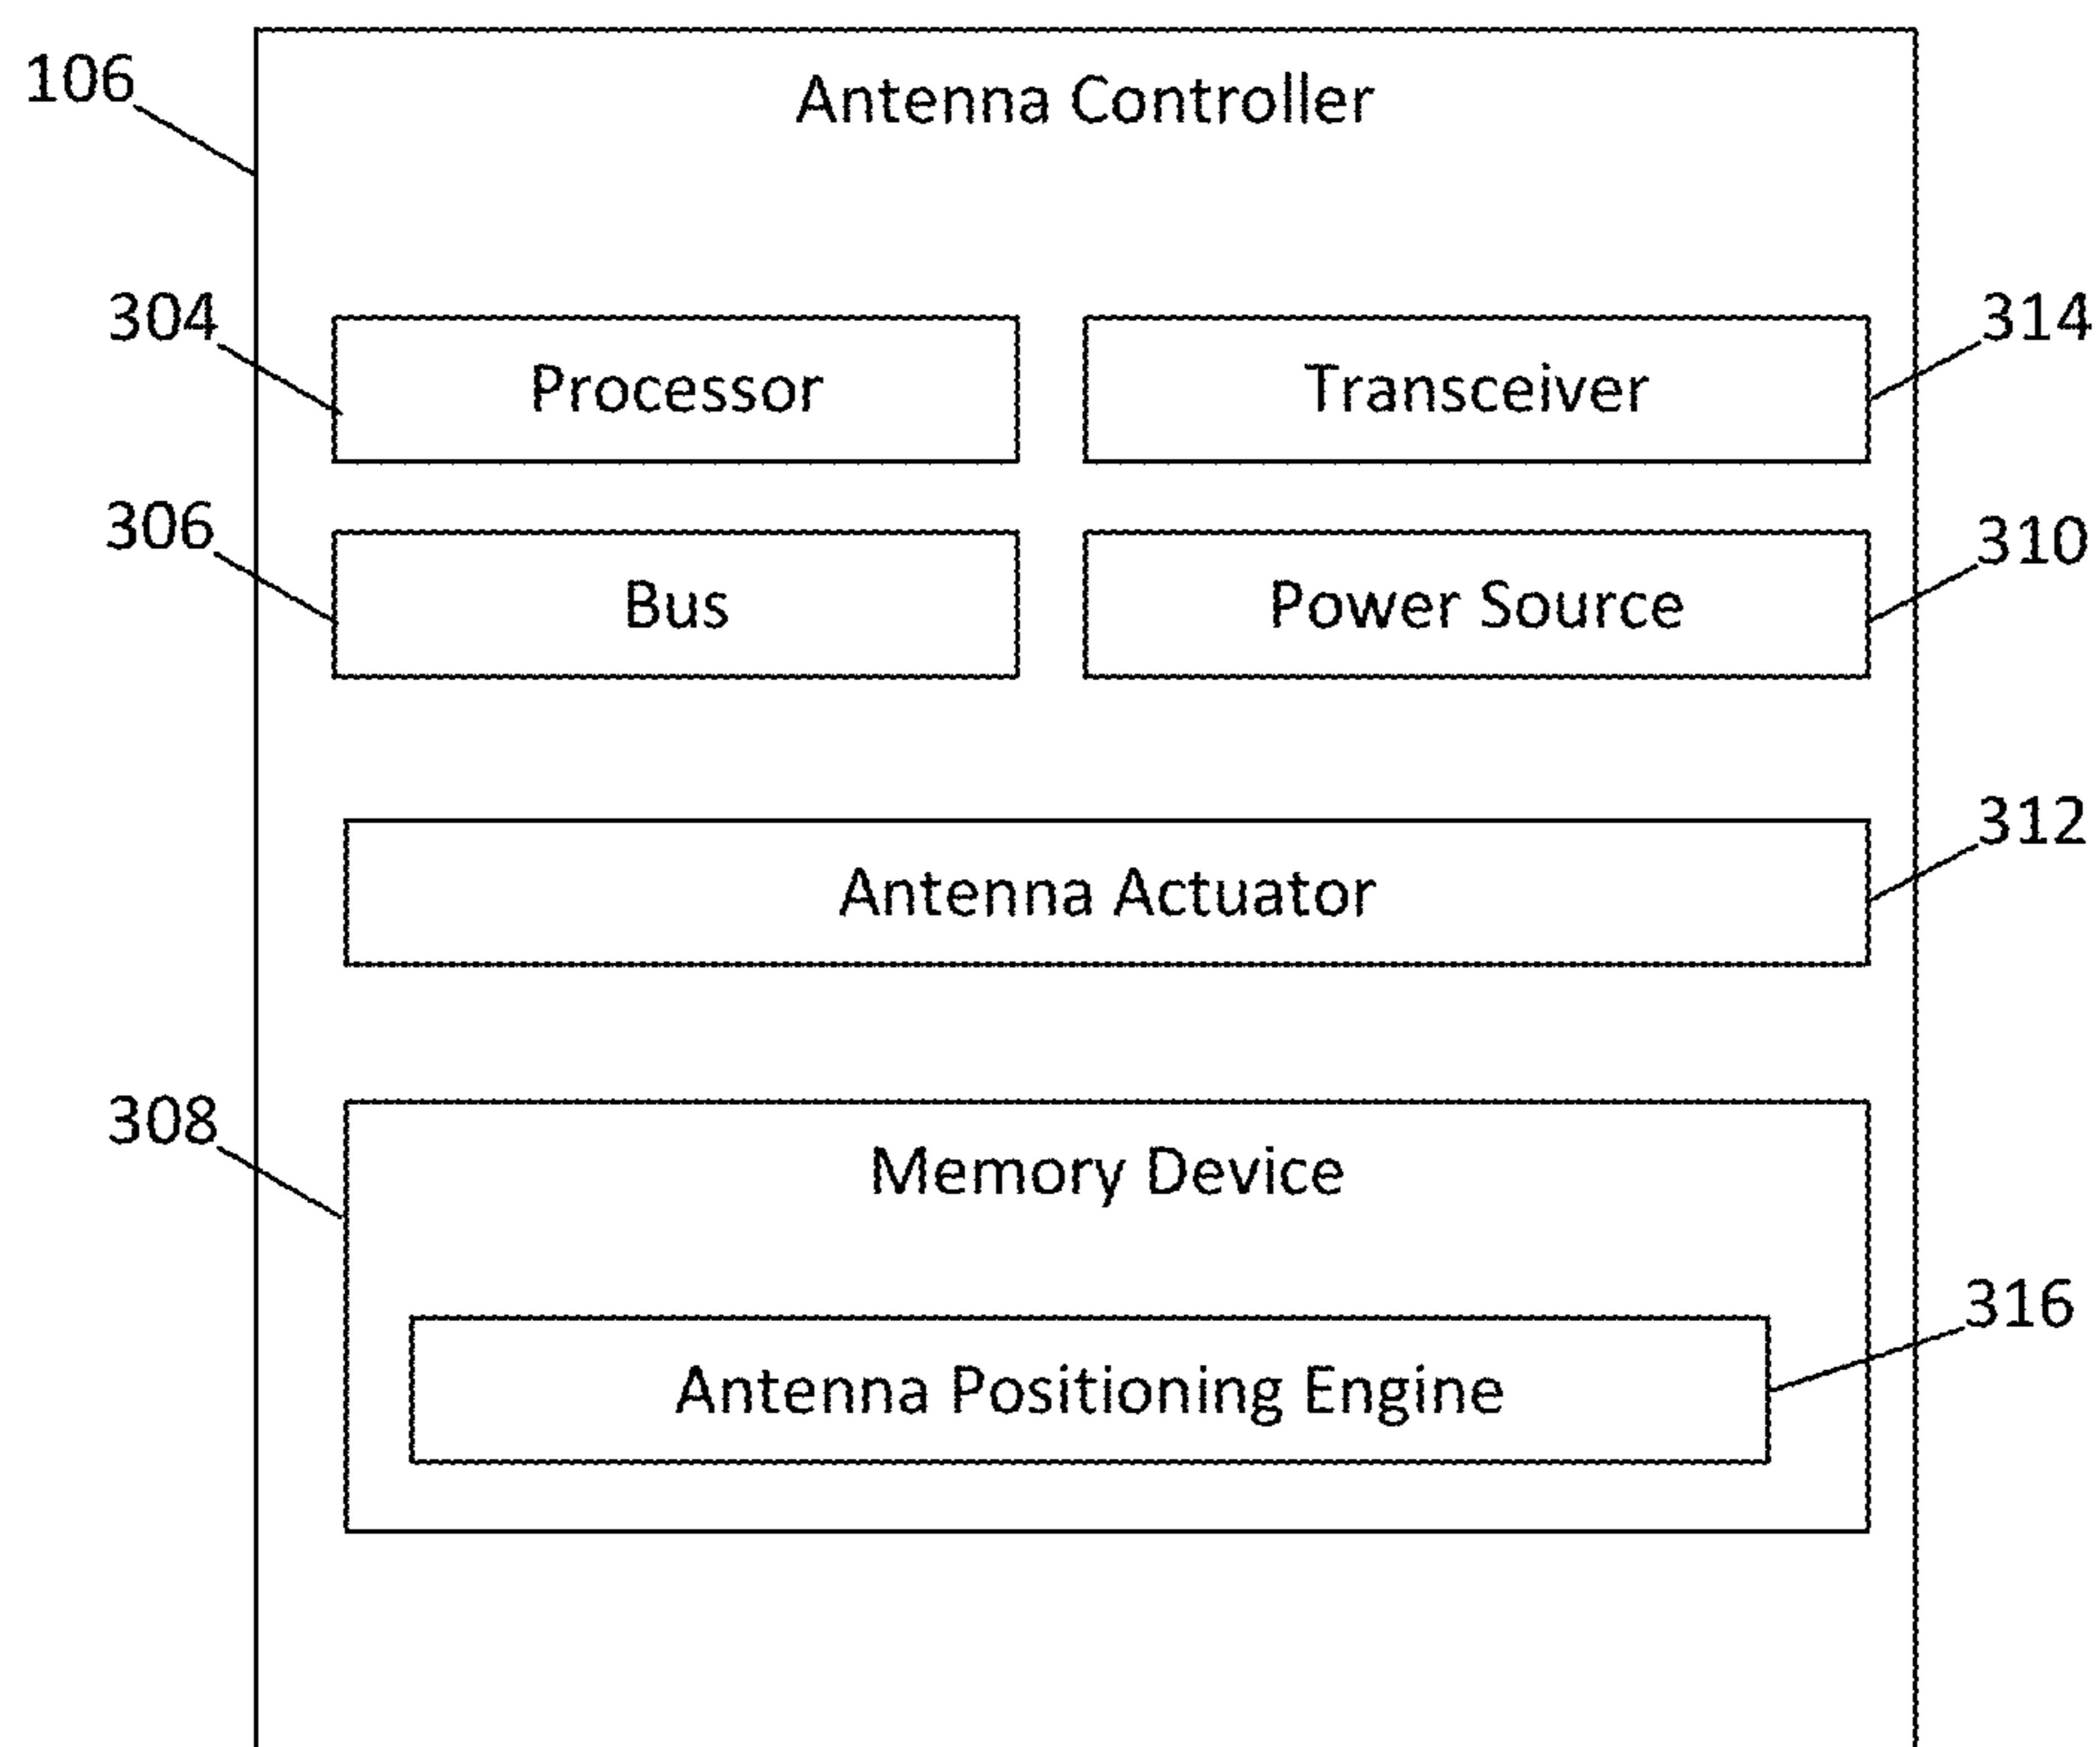 106
Antenna Controller
304
Processor
Transceiver
314
306
Bus
Power Source
310
Antenna Actuator
312
308
Memory Device
Antenna Positioning Engine
316